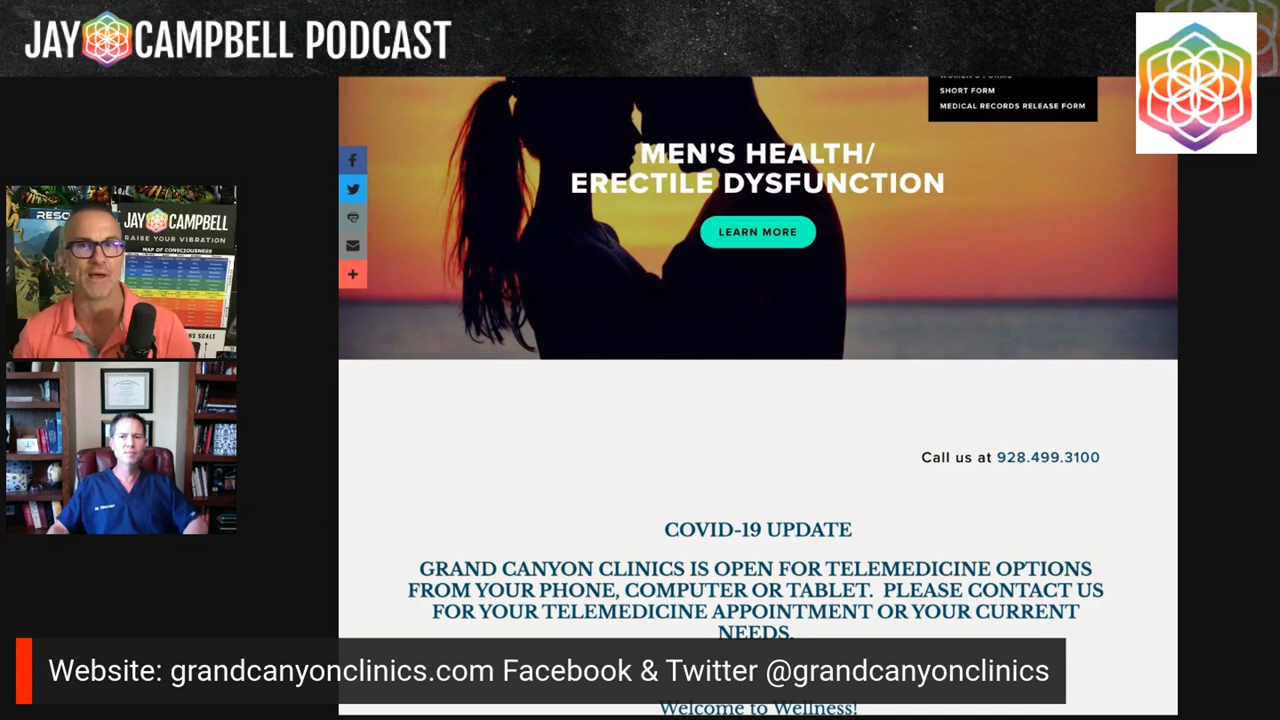 JAY CAMPBELL PODCAST
SHORT FORM
MEDICAL RECORDS RELEASE FORM
MEN'S HEALTH/
ERECTILE DYSFUNCTION
LEARN MORE
JAY CAMPBELL
RAISE YOUR VIBRATION
MAP OF CONSCIOUSNESS
Call us at 928.499.3100
COVID-19 UPDATE
GRAND CANYON CLINICS IS OPEN FOR TELEMEDICINE OPTIONS
FROM YOUR PHONE, COMPUTER OR TABLET. PLEASE CONTACT US
FOR YOUR TELEMEDICINE APPOINTMENT OR YOUR CURRENT
NEEDS.
Website: grandcanyonclinics.com Facebook & Twitter @grandcanyonclinics
Welcome to Wellness!